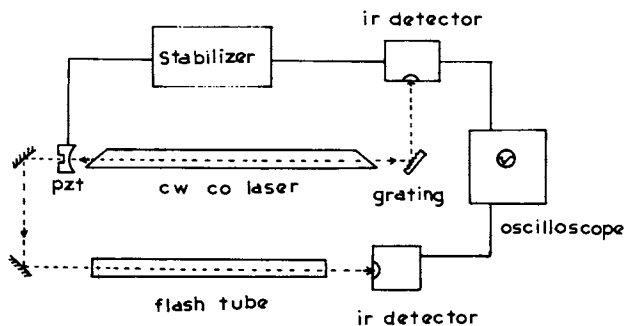 ir detector
Stabilizer
pzt
cw co laser
grating
oscilloscope
flash tube
ir detector